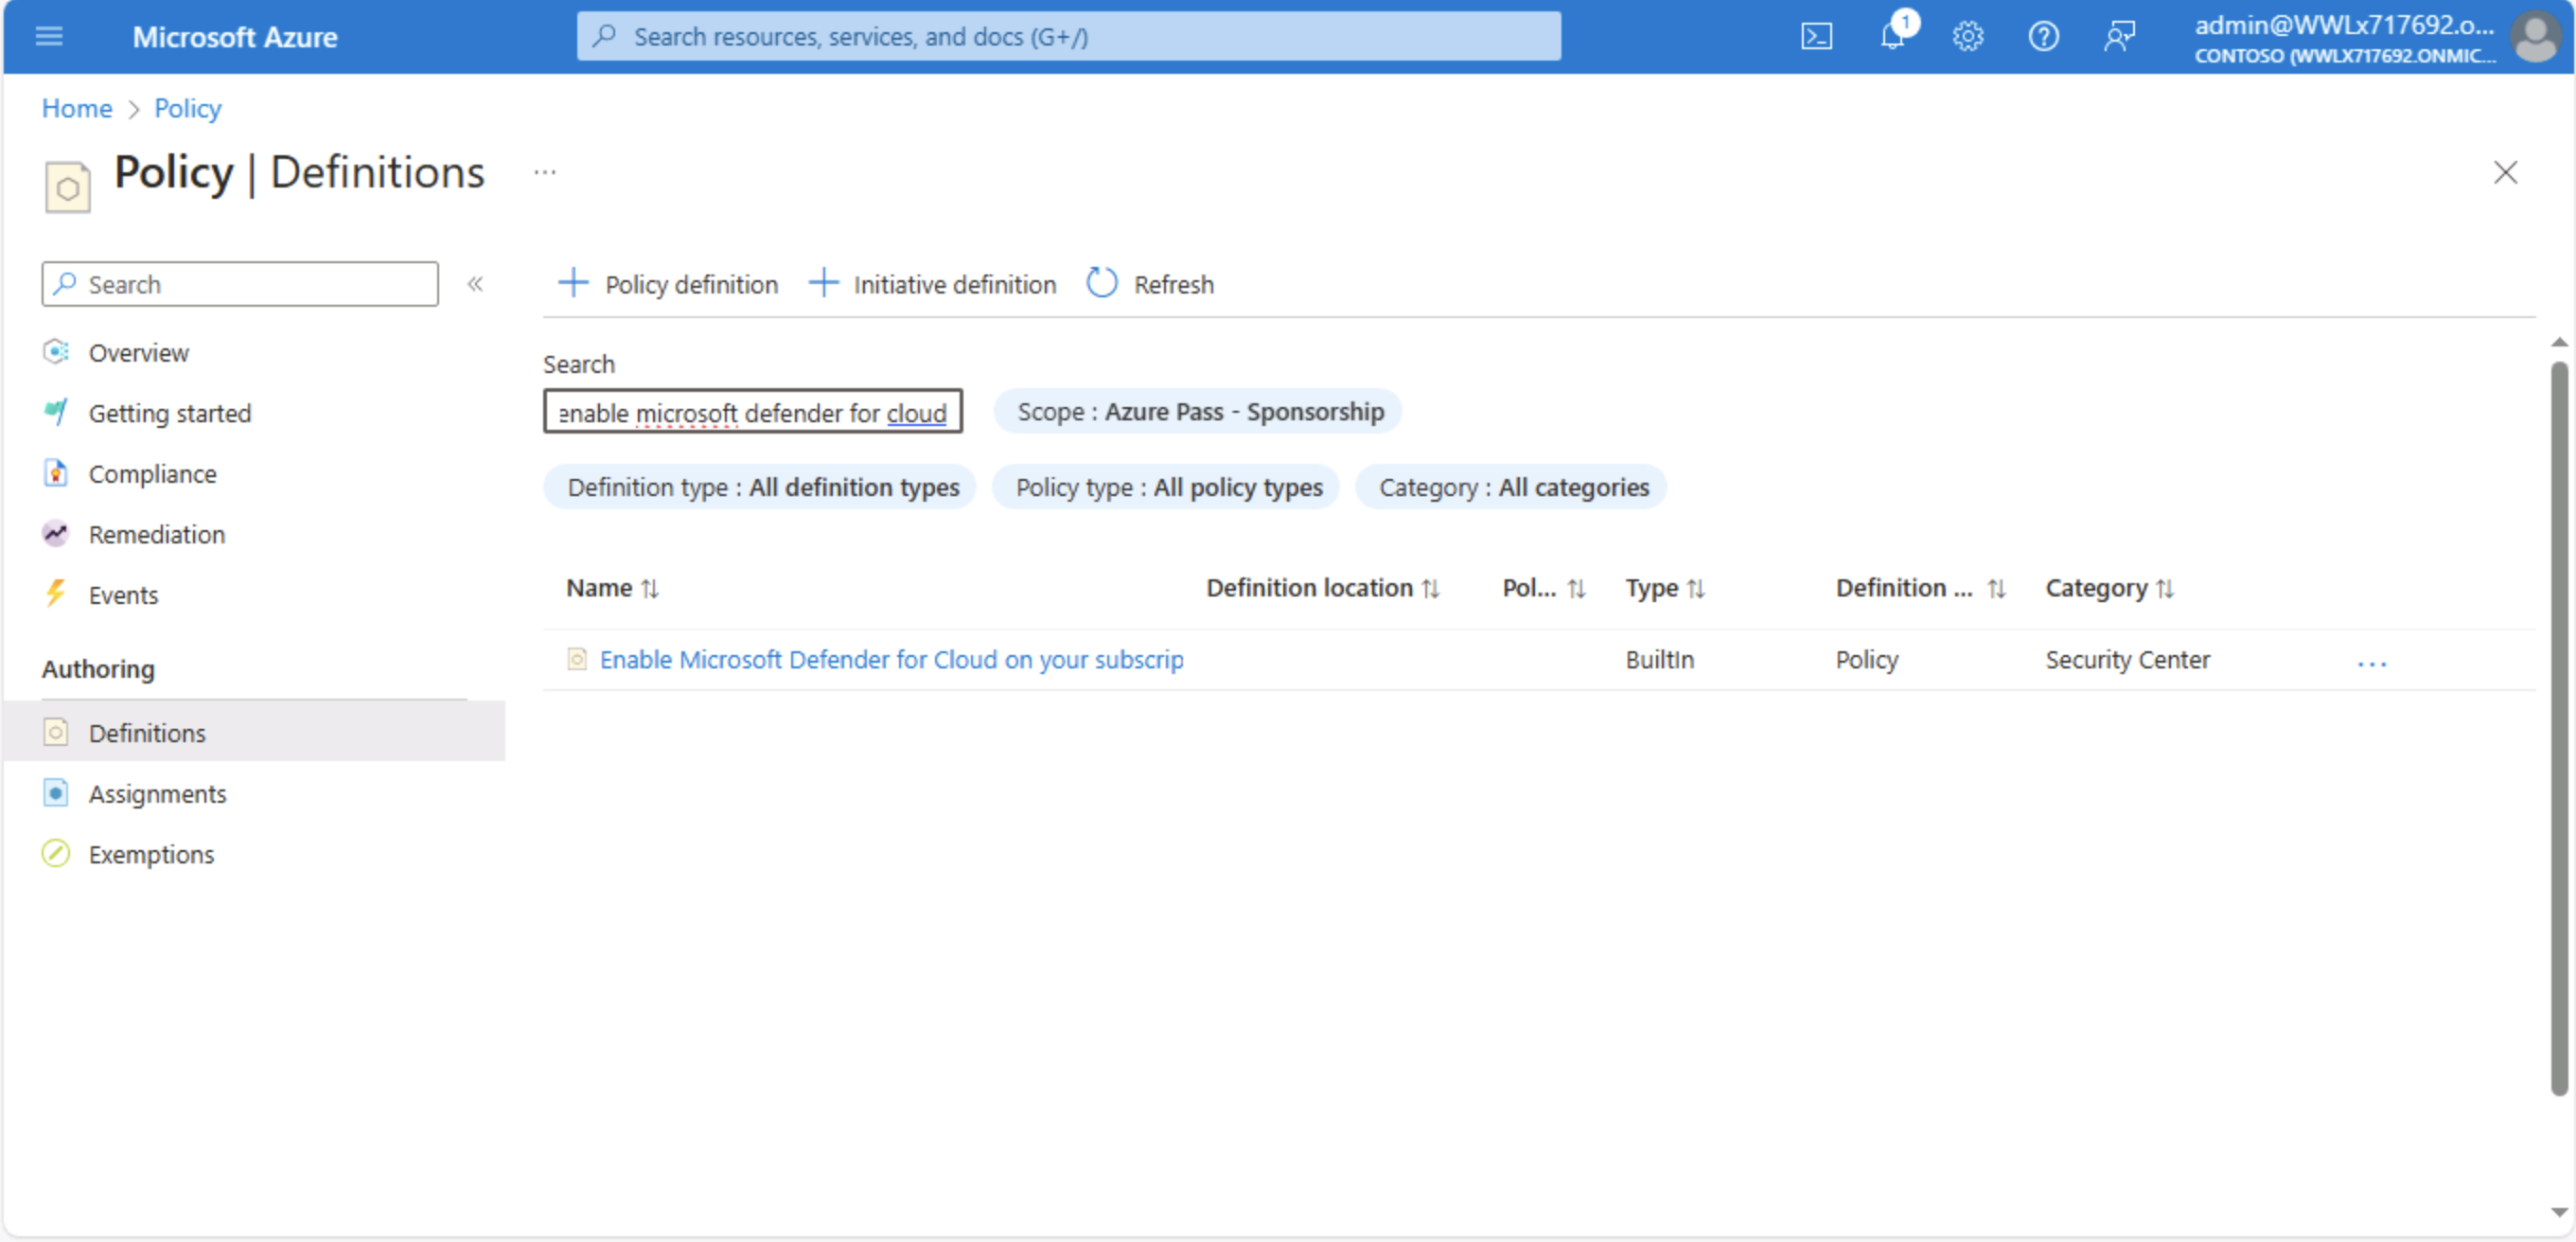 Microsoft Azure
Search resources, services, and docs (G+/)
1
admin@WWLx717692.o...
CONTOSO (WWLX717692.ONMIC...
Home > Policy
Policy | Definitions ...
Search «
Overview
Getting started
Compliance
Remediation
Events
Authoring
Definitions
Assignments
Exemptions
+ Policy definition + Initiative definition Refresh
Search
enable microsoft defender for cloud
Scope : Azure Pass - Sponsorship
Definition type : All definition types
Policy type : All policy types
Category : All categories
Name ↑↓ Definition location ↑↓ Pol... ↑↓ Type ↑↓ Definition ... ↑↓ Category ↑↓
Enable Microsoft Defender for Cloud on your subscrip BuiltIn Policy Security Center ...